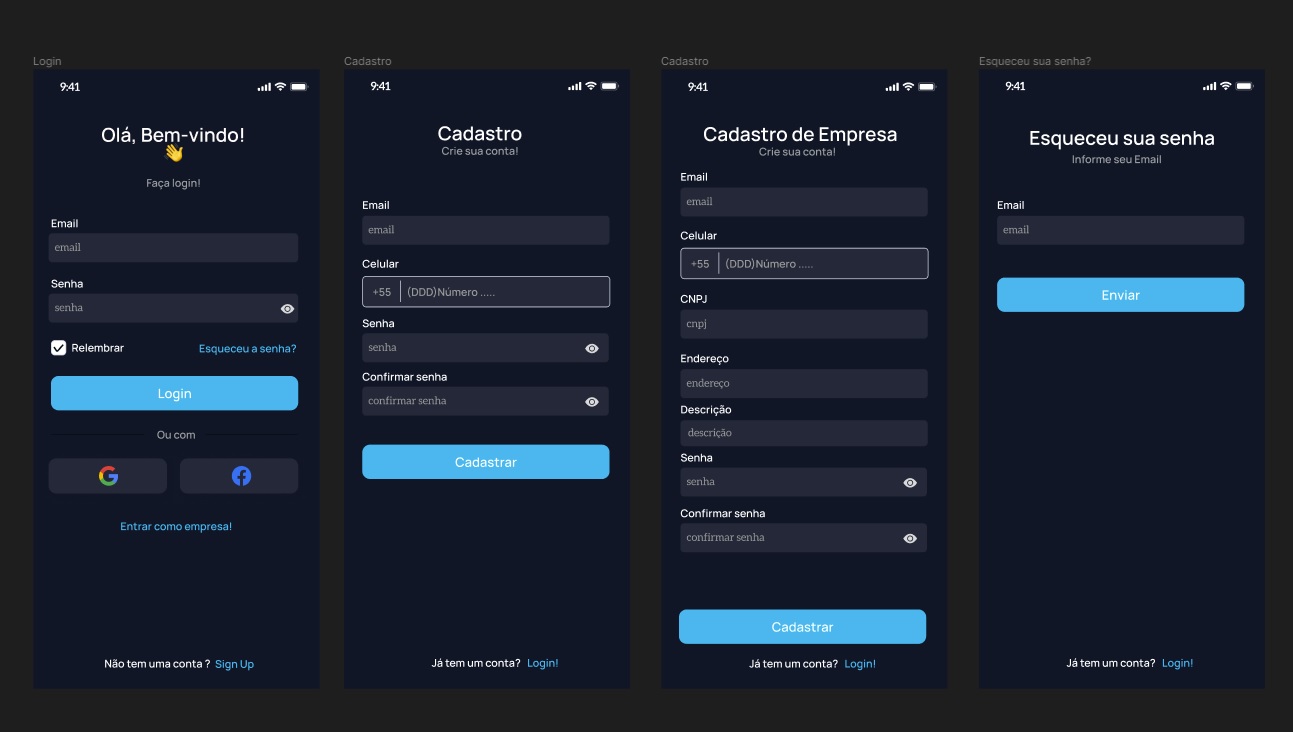 Login
9:41
Olá, Bem-vindo!
Faça login!
Email
email
Senha
senha
Relembrar
Esqueceu a senha?
Login
Ou com
Entrar como empresa!
Não tem uma conta ? Sign Up
Cadastro
9:41
Cadastro
Crie sua conta!
Email
email
Celular
+55 (DDD)Número .....
Senha
senha
Confirmar senha
confirmar senha
Cadastrar
Já tem um conta? Login!
Cadastro
9:41
Cadastro de Empresa
Crie sua conta!
Email
email
Celular
+55 (DDD)Número .....
CNPJ
cnpj
Endereço
endereço
Descrição
descrição
Senha
senha
Confirmar senha
confirmar senha
Cadastrar
Já tem um conta? Login!
Esqueceu sua senha?
9:41
Esqueceu sua senha
Informe seu Email
Email
email
Enviar
Já tem um conta? Login!